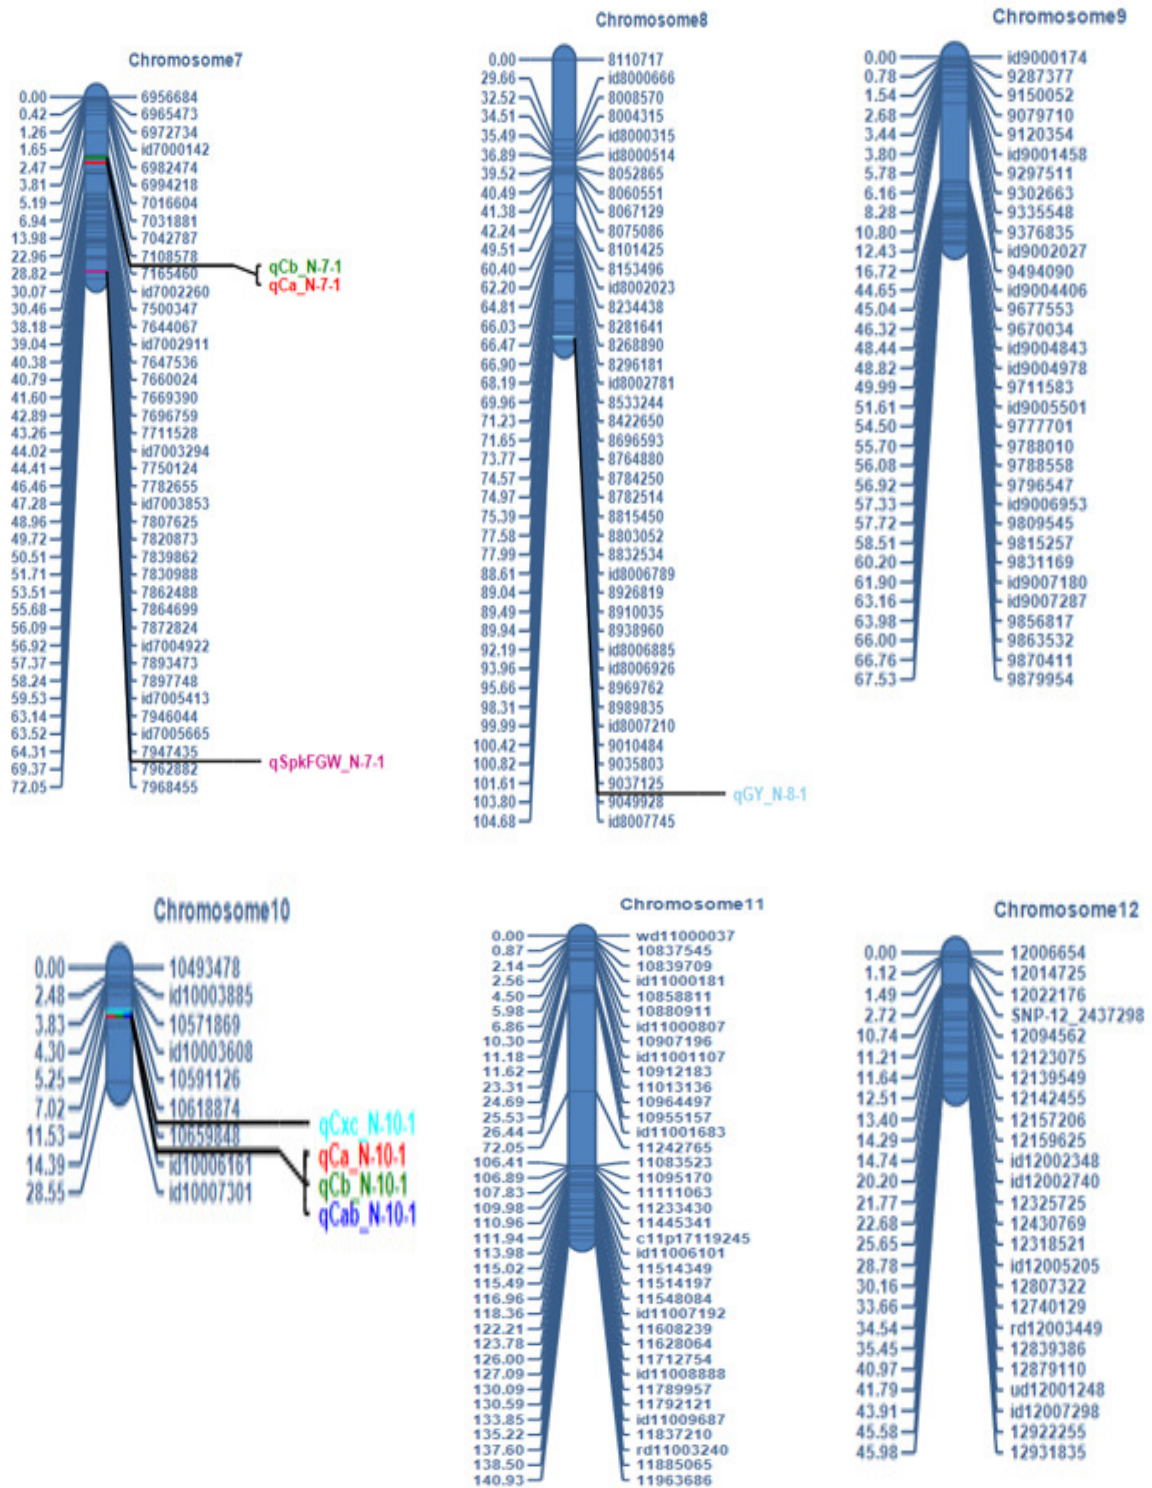 Chromosome7
0.00 6956684
0.42 6965473
1.26 6972734
1.65 id7000142
2.47 6982474
3.81 6994218
5.19 7016604
6.94 7031881
13.98 7042787
22.96 7108578
28.82 7165460
30.07 id7002260
30.46 7500347
38.18 7644067
39.04 id7002911
40.38 7647536
40.79 7660024
41.60 7669390
42.89 7696759
43.26 7711528
44.02 id7003294
44.41 7750124
46.46 7782655
47.28 id7003853
48.96 7807625
49.72 7820873
50.51 7839862
51.71 7830988
53.51 7862488
55.68 7864699
56.09 7872824
56.92 id7004922
57.37 7893473
58.24 7897748
59.53 id7005413
63.14 7946044
63.52 id7005665
64.31 7947435
69.37 7962882
72.05 7968455
qCb_N-7-1
qCa_N-7-1
qSpkFGW_N-7-1
Chromosome8
0.00 8110717
29.66 id8000666
32.52 8008570
34.51 8004315
35.49 id8000315
36.89 id8000514
39.52 8052865
40.49 8060551
41.38 8067129
42.24 8075086
49.51 8101425
60.40 8153496
62.20 id8002023
64.81 8234438
66.03 8281641
66.47 8268890
66.90 8296181
68.19 id8002781
69.96 8533244
71.23 8422650
71.65 8696593
73.77 8764880
74.57 8784250
74.97 8782514
75.39 8815450
77.58 8803052
77.99 8832534
88.61 id8006789
89.04 8926819
89.49 8910035
89.94 8938960
92.19 id8006885
93.96 id8006926
95.66 8969762
98.31 8989835
99.99 id8007210
100.42 9010484
100.82 9035803
101.61 9037125
103.80 9049928
104.68 id8007745
qGY_N-8-1
Chromosome9
0.00 id9000174
0.78 9287377
1.54 9150052
2.68 9079710
3.44 9120354
3.80 id9001458
5.78 9297511
6.16 9302663
8.28 9335548
10.80 9376835
12.43 id9002027
16.72 9494090
44.65 id9004406
45.04 9677553
46.32 9670034
48.44 id9004843
48.82 id9004978
49.99 9711583
51.61 id9005501
54.50 9777701
55.70 9788010
56.08 9788558
56.92 9796547
57.33 id9006953
57.72 9809545
58.51 9815257
60.20 9831169
61.90 id9007180
63.16 id9007287
63.98 9856817
66.00 9863532
66.76 9870411
67.53 9879954
Chromosome10
0.00 10493478
2.48 id10003885
3.83 10571869
4.30 id10003608
5.25 10591126
7.02 10618874
11.53 10659848
14.39 id10006161
28.55 id10007301
qCxc_N-10-1
qCa_N-10-1
qCb_N-10-1
qCab_N-10-1
Chromosome11
0.00 wd11000037
0.87 10837545
2.14 10839709
2.56 id11000181
4.50 10858811
5.98 10880911
6.86 id11000807
10.30 10907196
11.18 id11001107
11.62 10912183
23.31 11013136
24.69 10964497
25.53 10955157
26.44 id11001683
72.05 11242765
106.41 11083523
106.89 11095170
107.83 11111063
109.98 11233430
110.96 11445341
111.94 c11p17119245
113.98 id11006101
115.02 11514349
115.49 11514197
116.96 11548084
118.36 id11007192
122.21 11608239
123.78 11628064
126.00 11712754
127.09 id11008888
130.09 11789957
130.59 11792121
133.85 id11009687
135.22 11837210
137.60 rd11003240
138.50 11885065
140.93 11963686
Chromosome12
0.00 12006654
1.12 12014725
1.49 12022176
2.72 SNP-12_2437298
10.74 12094562
11.21 12123075
11.64 12139549
12.51 12142455
13.40 12157206
14.29 12159625
14.74 id12002348
20.20 id12002740
21.77 12325725
22.68 12430769
25.65 12318521
28.78 id12005205
30.16 12807322
33.66 12740129
34.54 rd12003449
35.45 12839386
40.97 12879110
41.79 ud12001248
43.91 id12007298
45.58 12922255
45.98 12931835